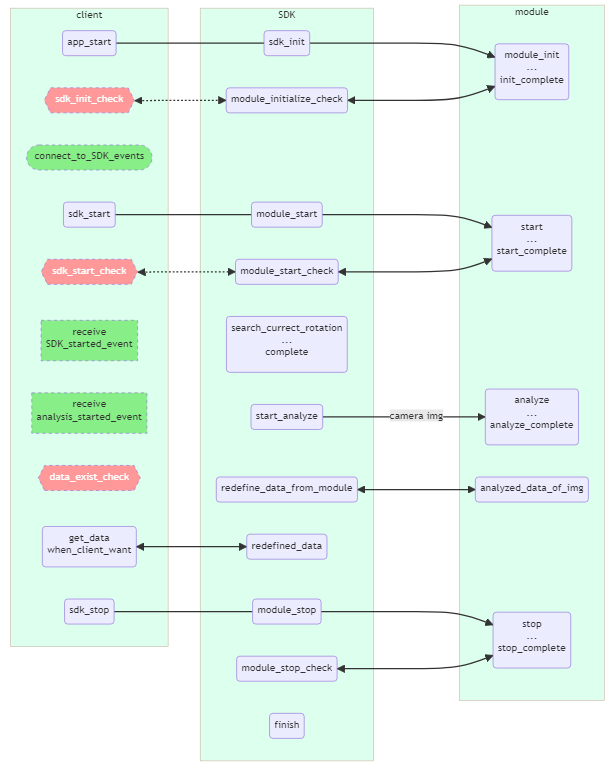 client
SDK
module
app_start
sdk_init
module_init
...
init_complete
sdk_init_check
module_initialize_check
connect_to_SDK_events
sdk_start
module_start
start
...
start_complete
sdk_start_check
module_start_check
receive
SDK_started_event
search_currect_rotation
...
complete
receive
analysis_started_event
start_analyze
camera img
analyze
...
analyze_complete
data_exist_check
redefine_data_from_module
analyzed_data_of_img
get_data
when_client_want
redefined_data
sdk_stop
module_stop
stop
...
stop_complete
module_stop_check
finish